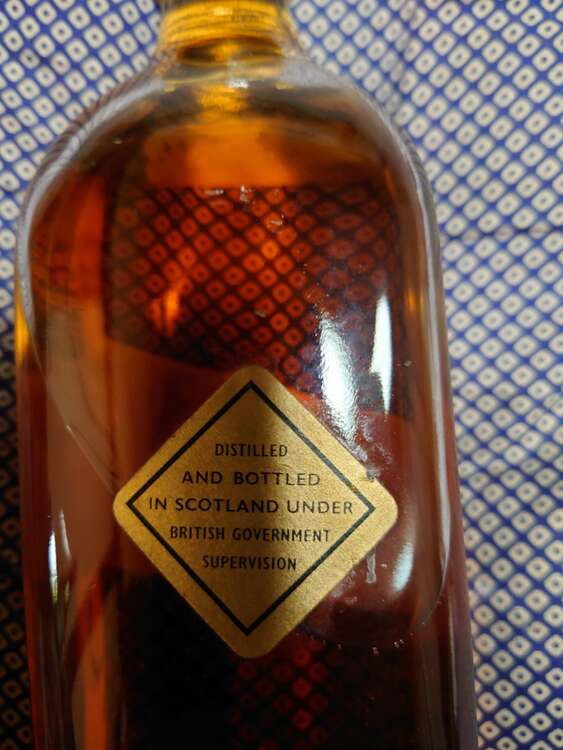 DISTILLED
AND BOTTLED
IN SCOTLAND UNDER
BRITISH GOVERNMENT
SUPERVISION